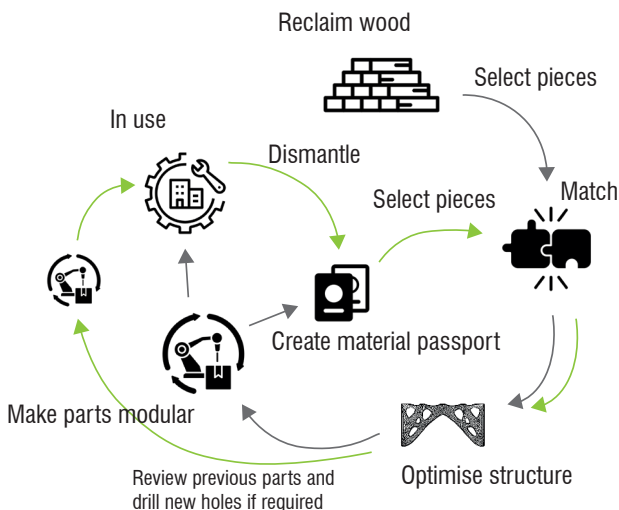 Reclaim wood
Select pieces
In use
Dismantle
Select pieces
Match
Create material passport
Make parts modular
Optimise structure
Review previous parts and
drill new holes if required